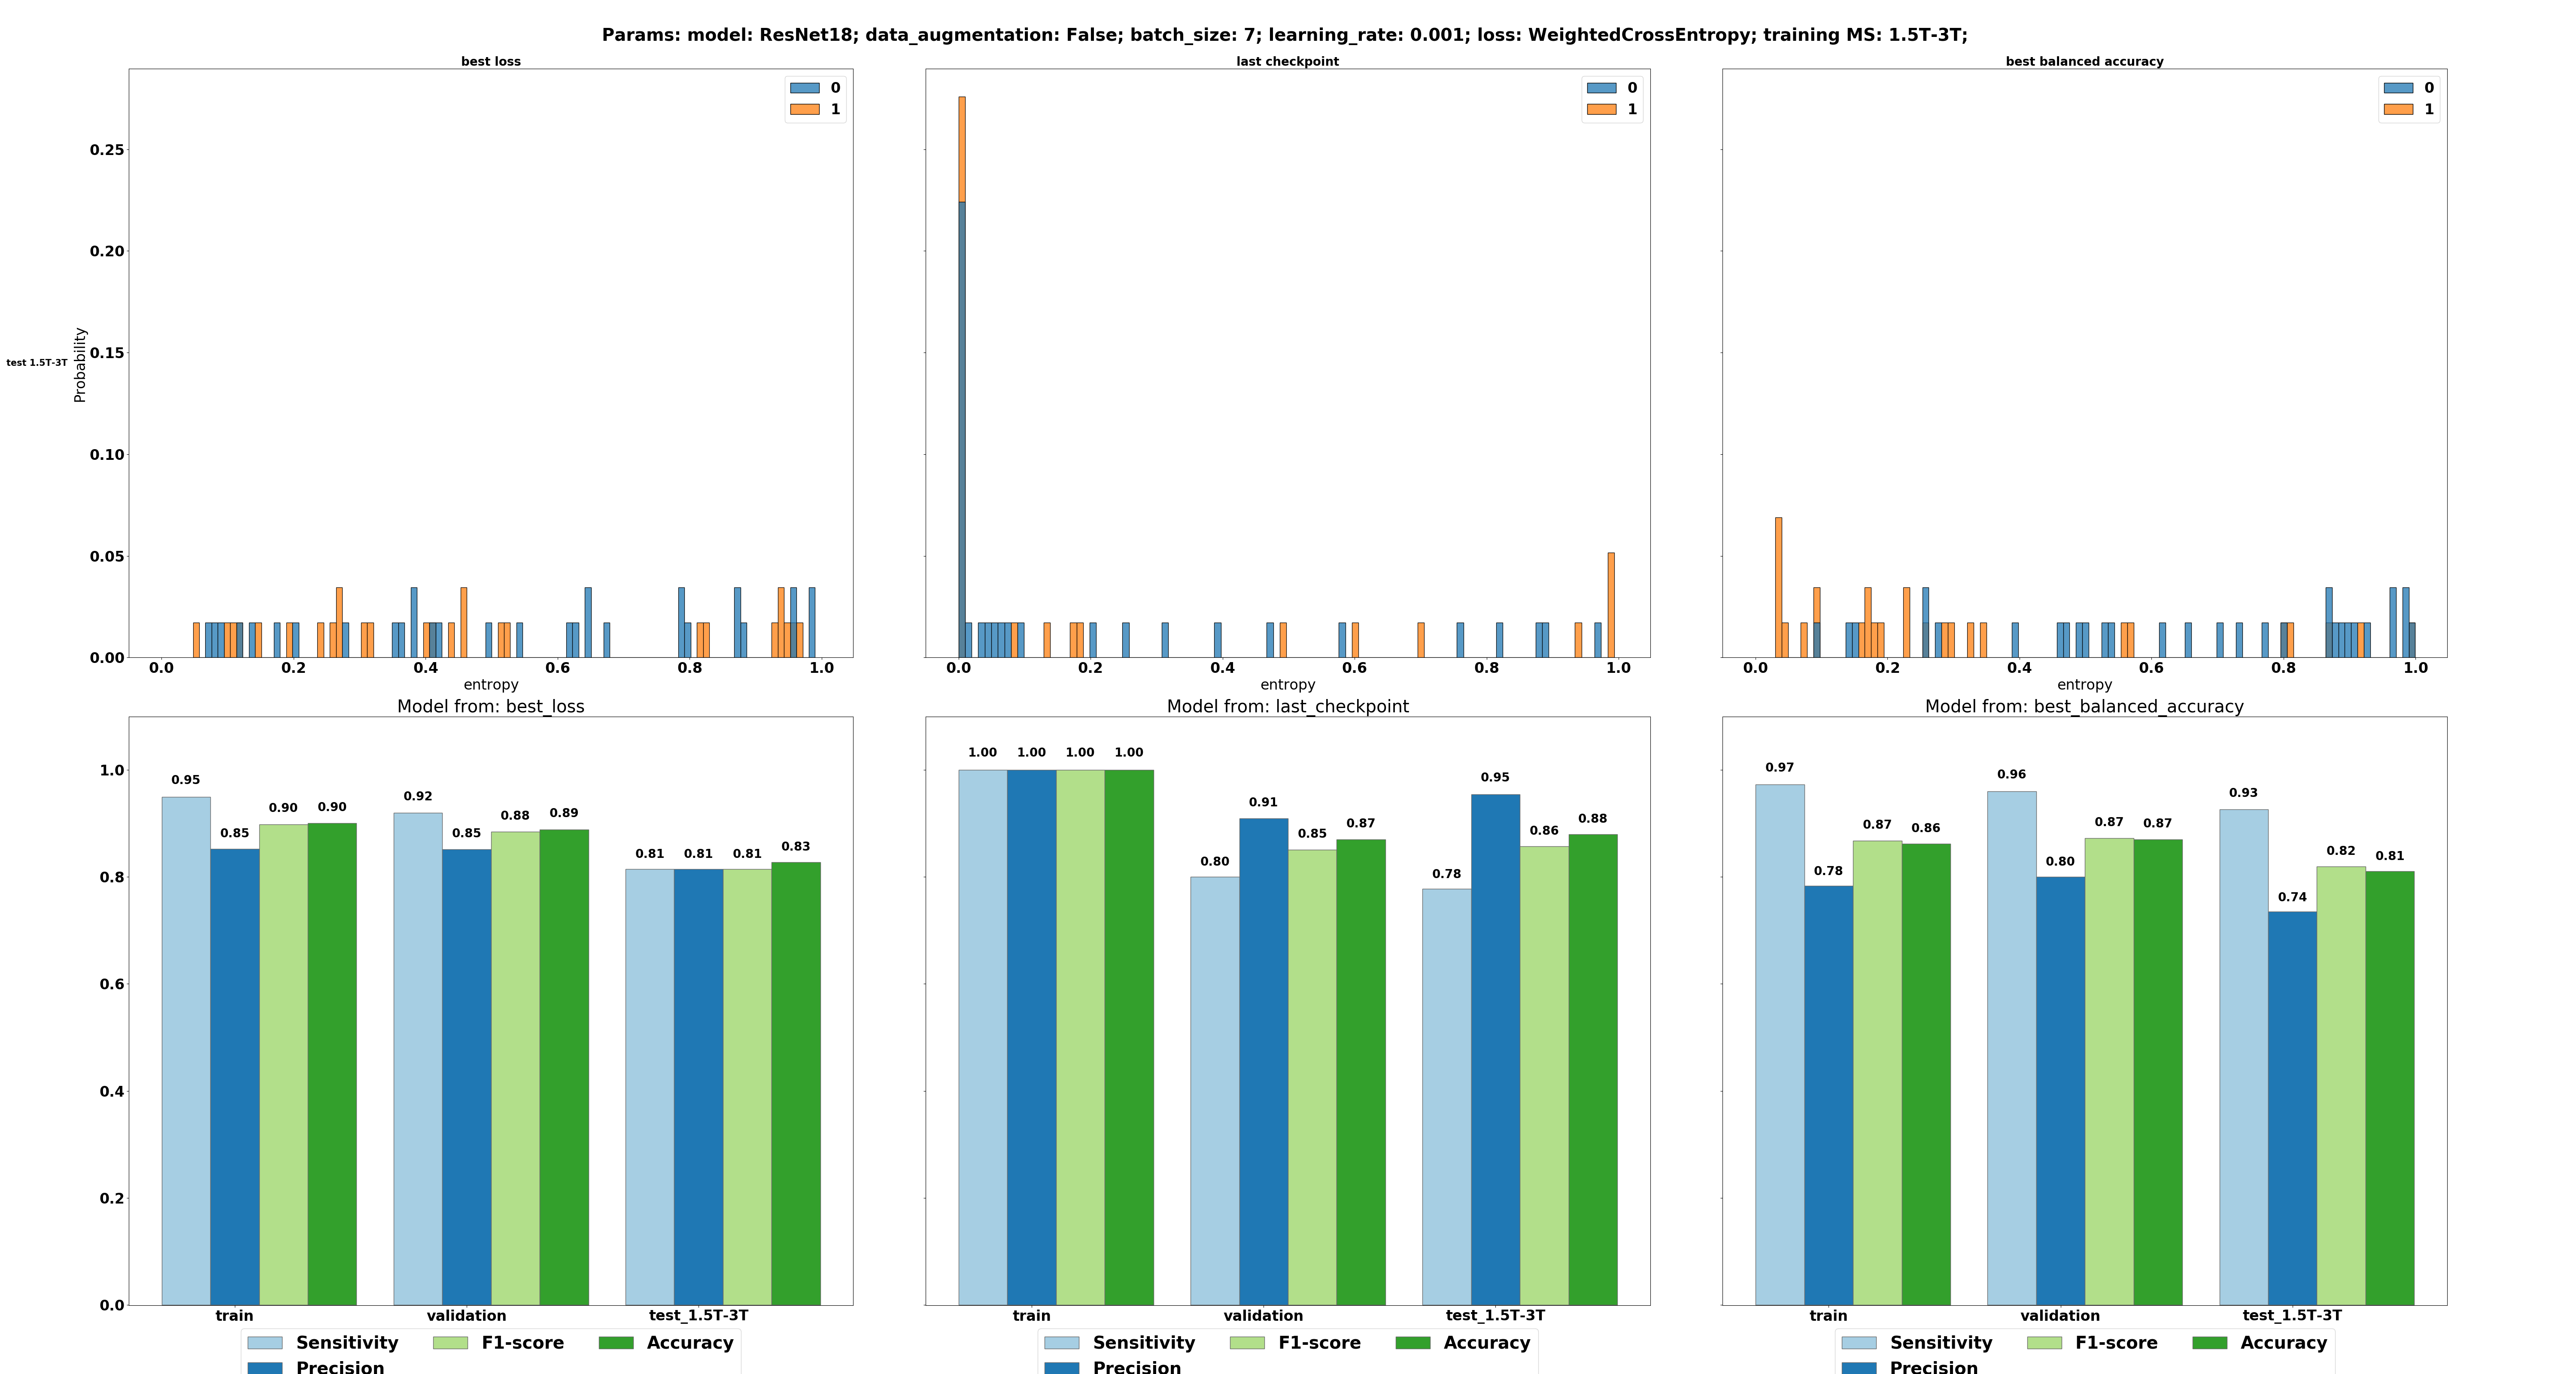 Params: model: ResNet18; data_augmentation: False; batch_size: 7; learning_rate: 0.001; loss: WeightedCrossEntropy; training MS: 1.5T-3T;
best loss
last checkpoint
best balanced accuracy
0
1
0
1
0
1
test 1.5T-3T
Probability
0.25
0.20
0.15
0.10
0.05
0.00
0.0 0.2 0.4 0.6 0.8 1.0
0.0 0.2 0.4 0.6 0.8 1.0
0.0 0.2 0.4 0.6 0.8 1.0
entropy
entropy
entropy
Model from: best_loss
1.0
0.8
0.6
0.4
0.2
0.0
0.95 0.85 0.90 0.90
0.92 0.85 0.88 0.89
0.81 0.81 0.81 0.83
train validation test_1.5T-3T
Sensitivity F1-score Accuracy
Precision
Model from: last_checkpoint
1.00 1.00 1.00 1.00
0.80 0.91 0.85 0.87
0.78 0.95 0.86 0.88
train validation test_1.5T-3T
Sensitivity F1-score Accuracy
Precision
Model from: best_balanced_accuracy
0.97 0.78 0.87 0.86
0.96 0.80 0.87 0.87
0.93 0.74 0.82 0.81
train validation test_1.5T-3T
Sensitivity F1-score Accuracy
Precision